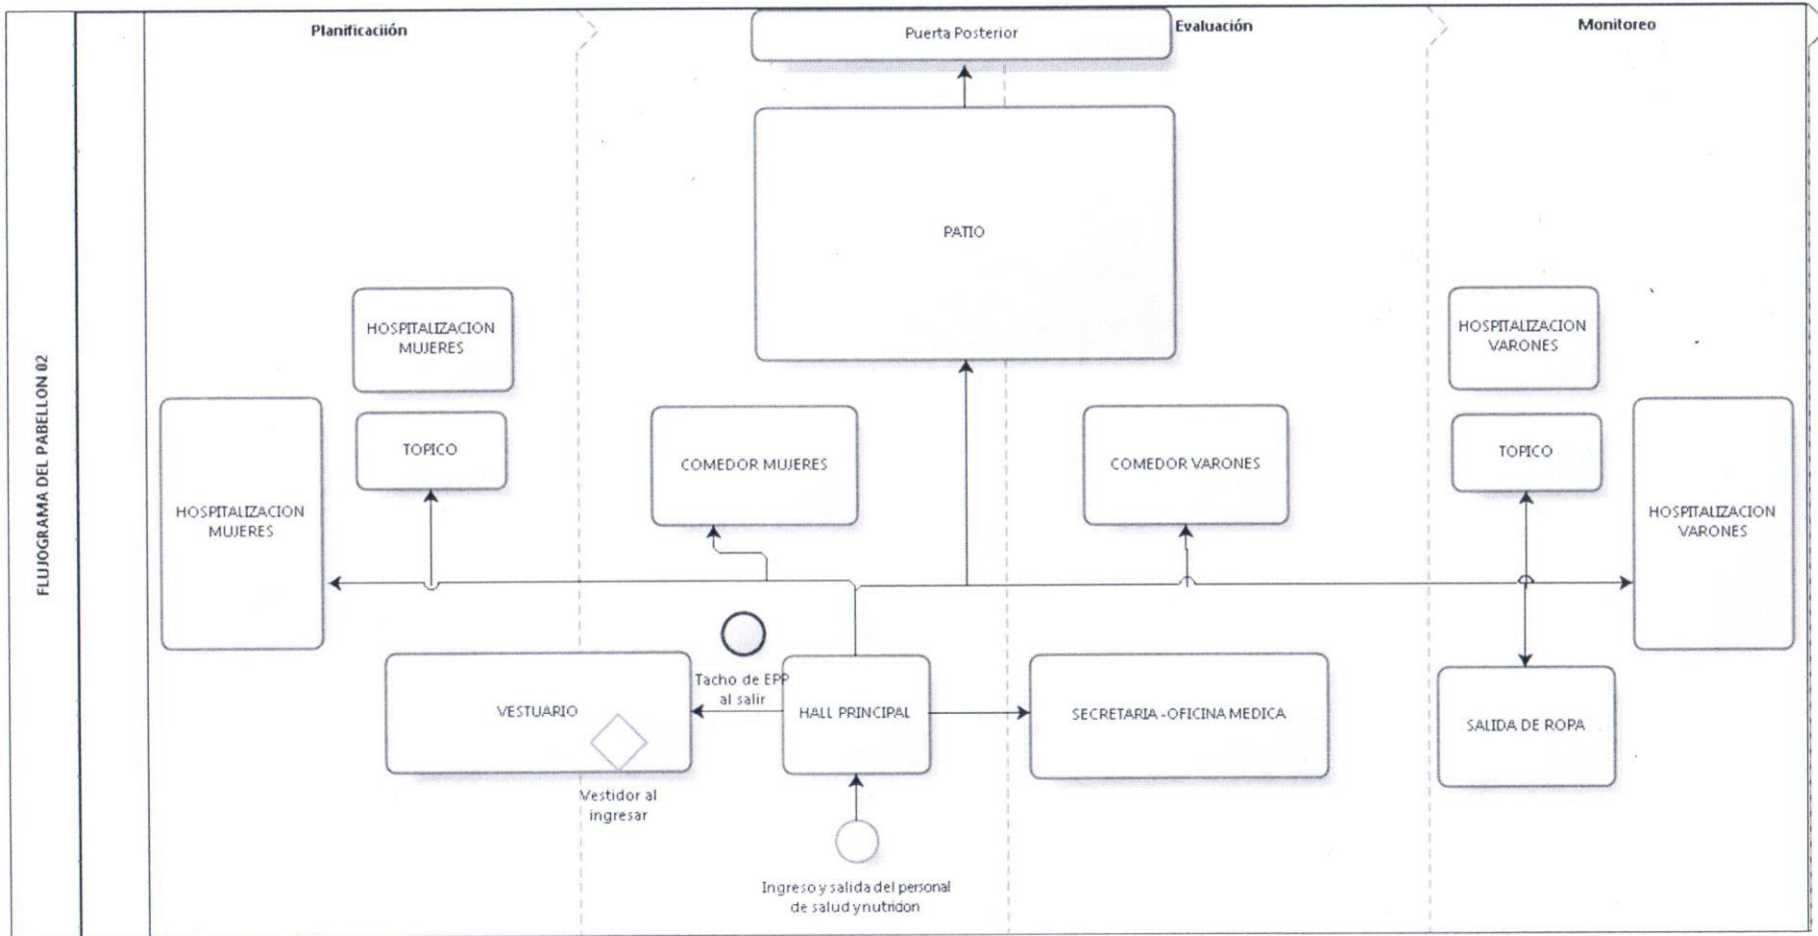 FLUJOGRAMA DEL PABELLON 02
Planificaciión
Puerta Posterior
Evaluación
Monitoreo
PATIO
HOSPITALIZACION
MUJERES
HOSPITALIZACION
VARONES
TOPICO
COMEDOR MUJERES
COMEDOR VARONES
TOPICO
HOSPITALIZACION
MUJERES
HOSPITALIZACION
VARONES
Tacho de EPP
al salir
VESTUARIO
HALL PRINCIPAL
SECRETARIA -OFICINA MEDICA
SALIDA DE ROPA
Vestidor al
ingresar
Ingreso y salida del personal
de salud y nutricion